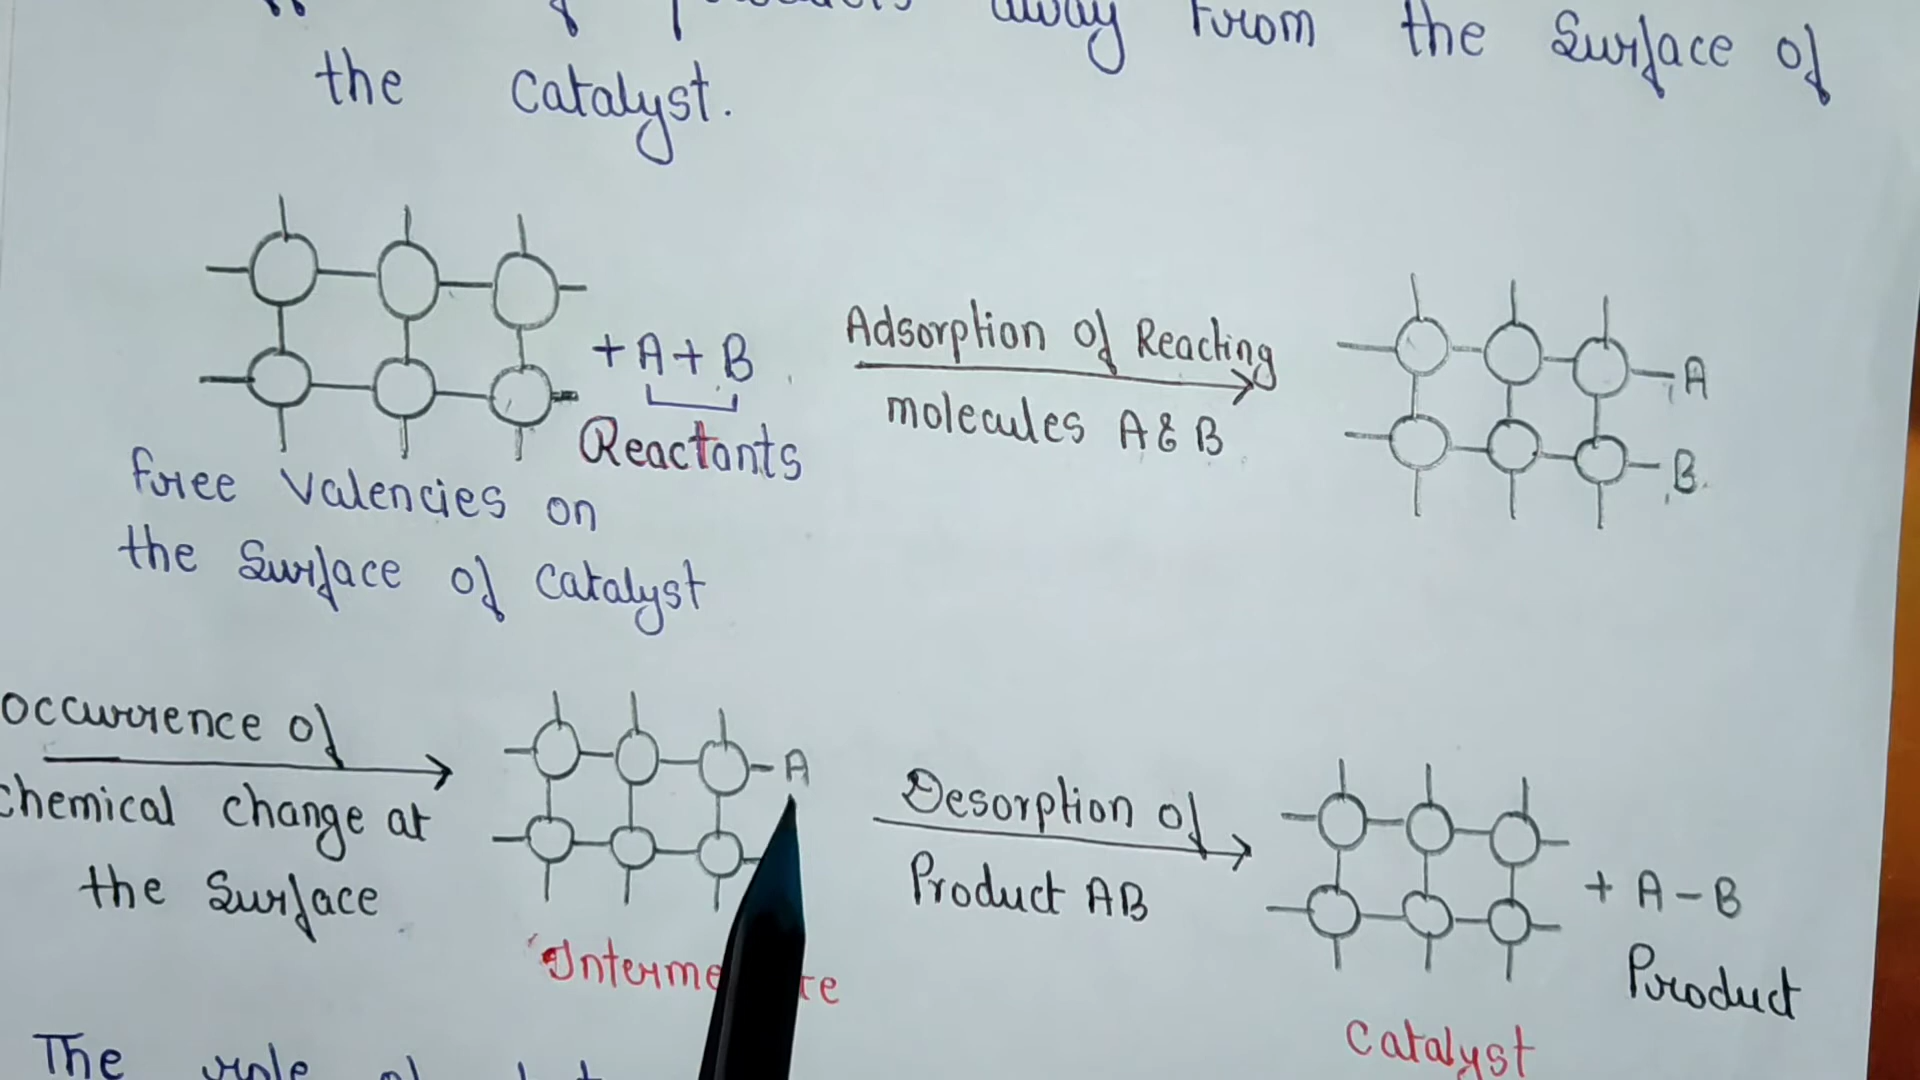 away from the Surface of
the Catalyst.
+ A + B
Reactants
free Valencies on
the Surface of Catalyst
Adsorption of Reacting
molecules A & B
A
B
occurrence of
chemical change at
the Surface
A
Desorption of
Product AB
+ A - B
Product
Catalyst
The